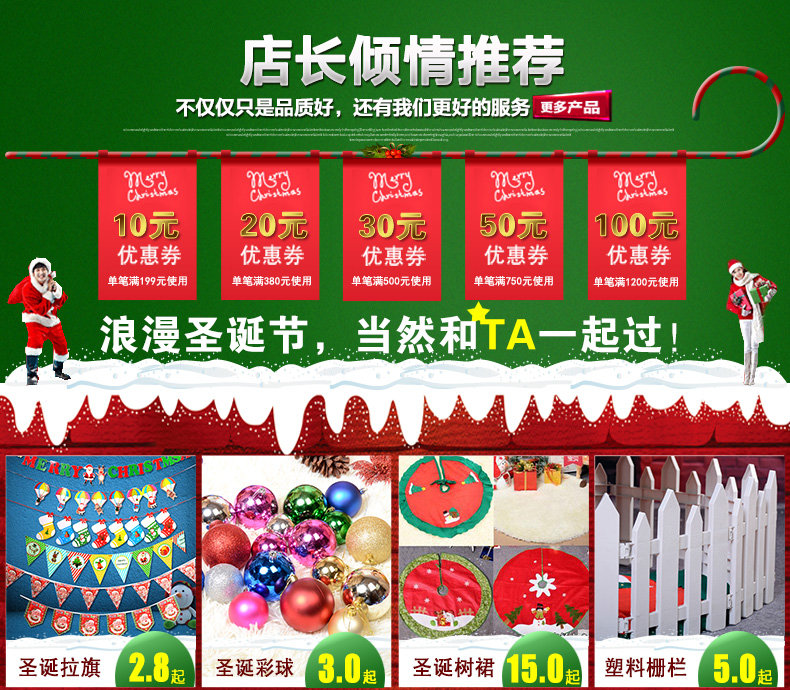 店长倾情推荐
不仅仅只是品质好，还有我们更好的服务 更多产品
Merry Christmas
10元
优惠券
单笔满199元使用
Merry Christmas
20元
优惠券
单笔满380元使用
Merry Christmas
30元
优惠券
单笔满500元使用
Merry Christmas
50元
优惠券
单笔满750元使用
Merry Christmas
100元
优惠券
单笔满1200元使用
浪漫圣诞节，当然和TA一起过！
MERRY CHRISTM
圣诞拉旗 2.8起
圣诞彩球 3.0起
圣诞树裙 15.0起
塑料栅栏 5.0起